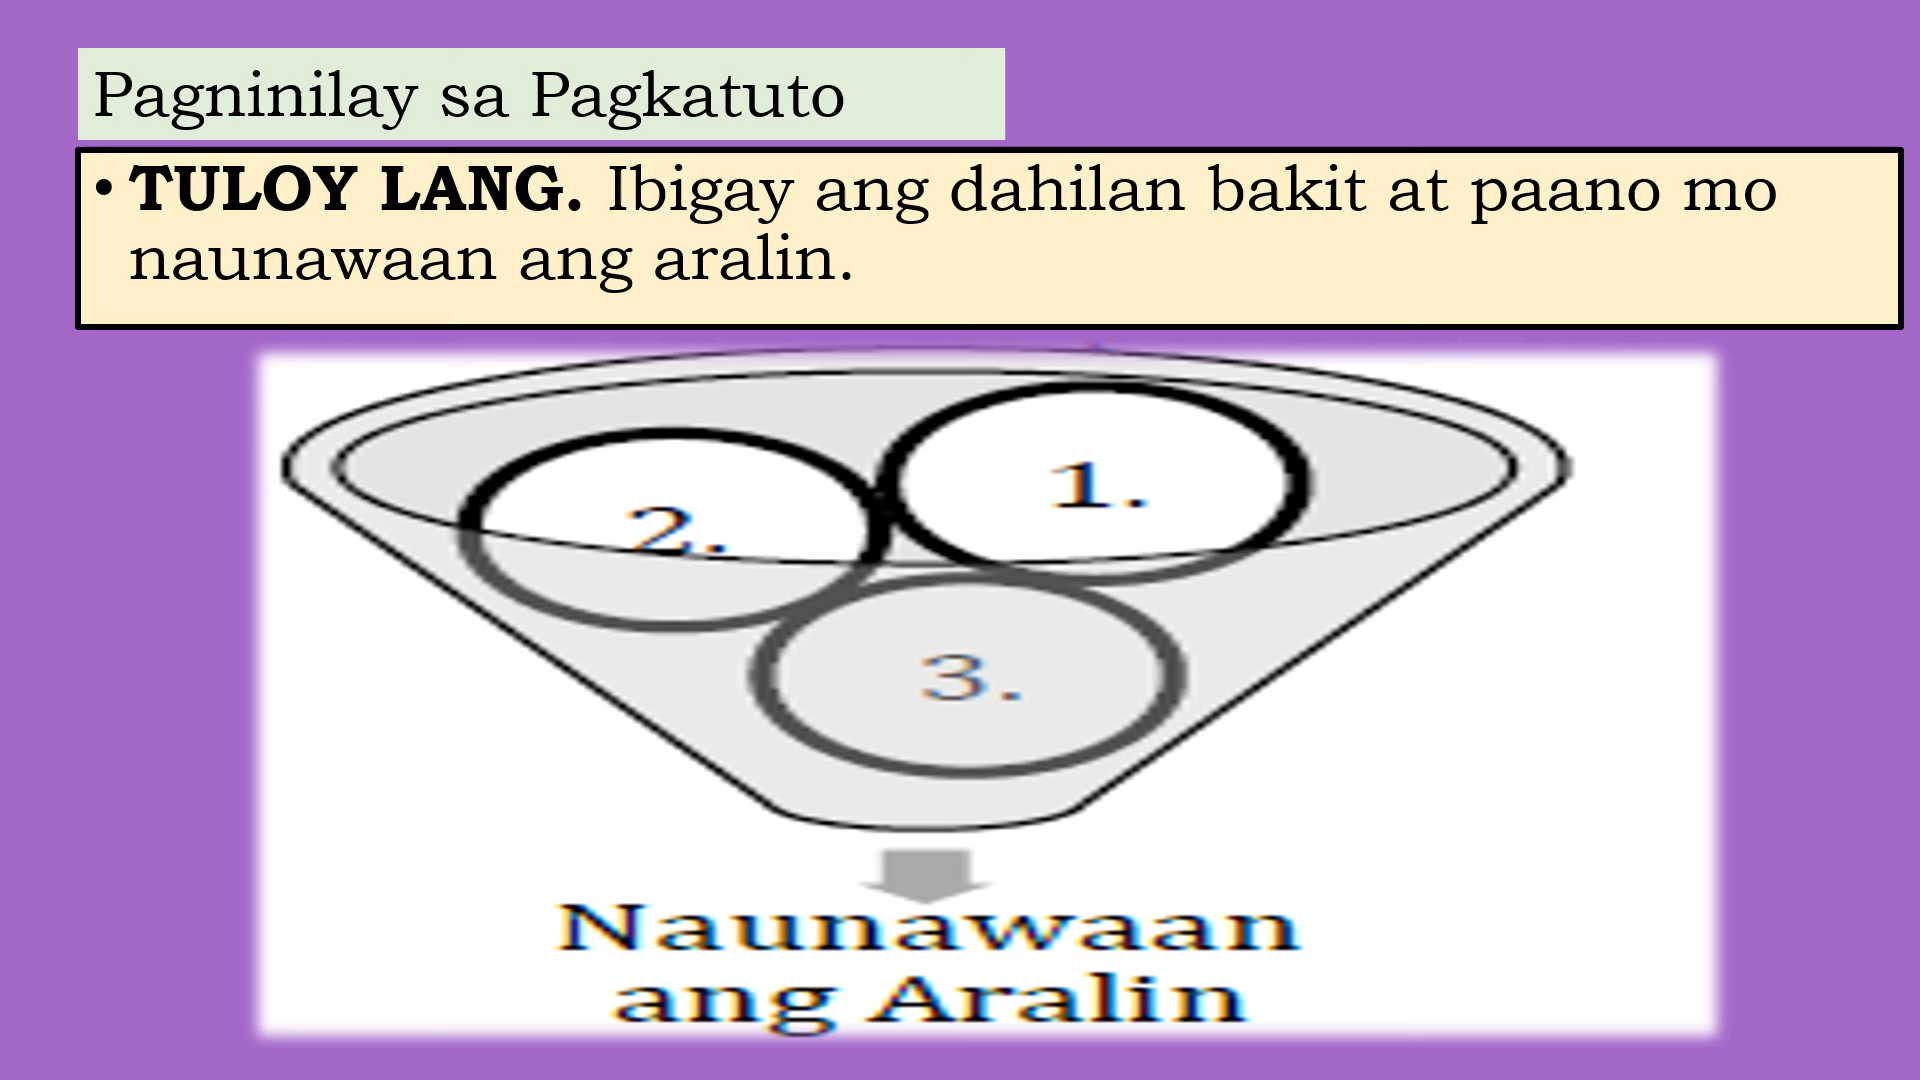 Pagninilay sa Pagkatuto
• TULOY LANG. Ibigay ang dahilan bakit at paano mo
naunawaan ang aralin.
1.
2.
3.
Naunawaan
ang Aralin